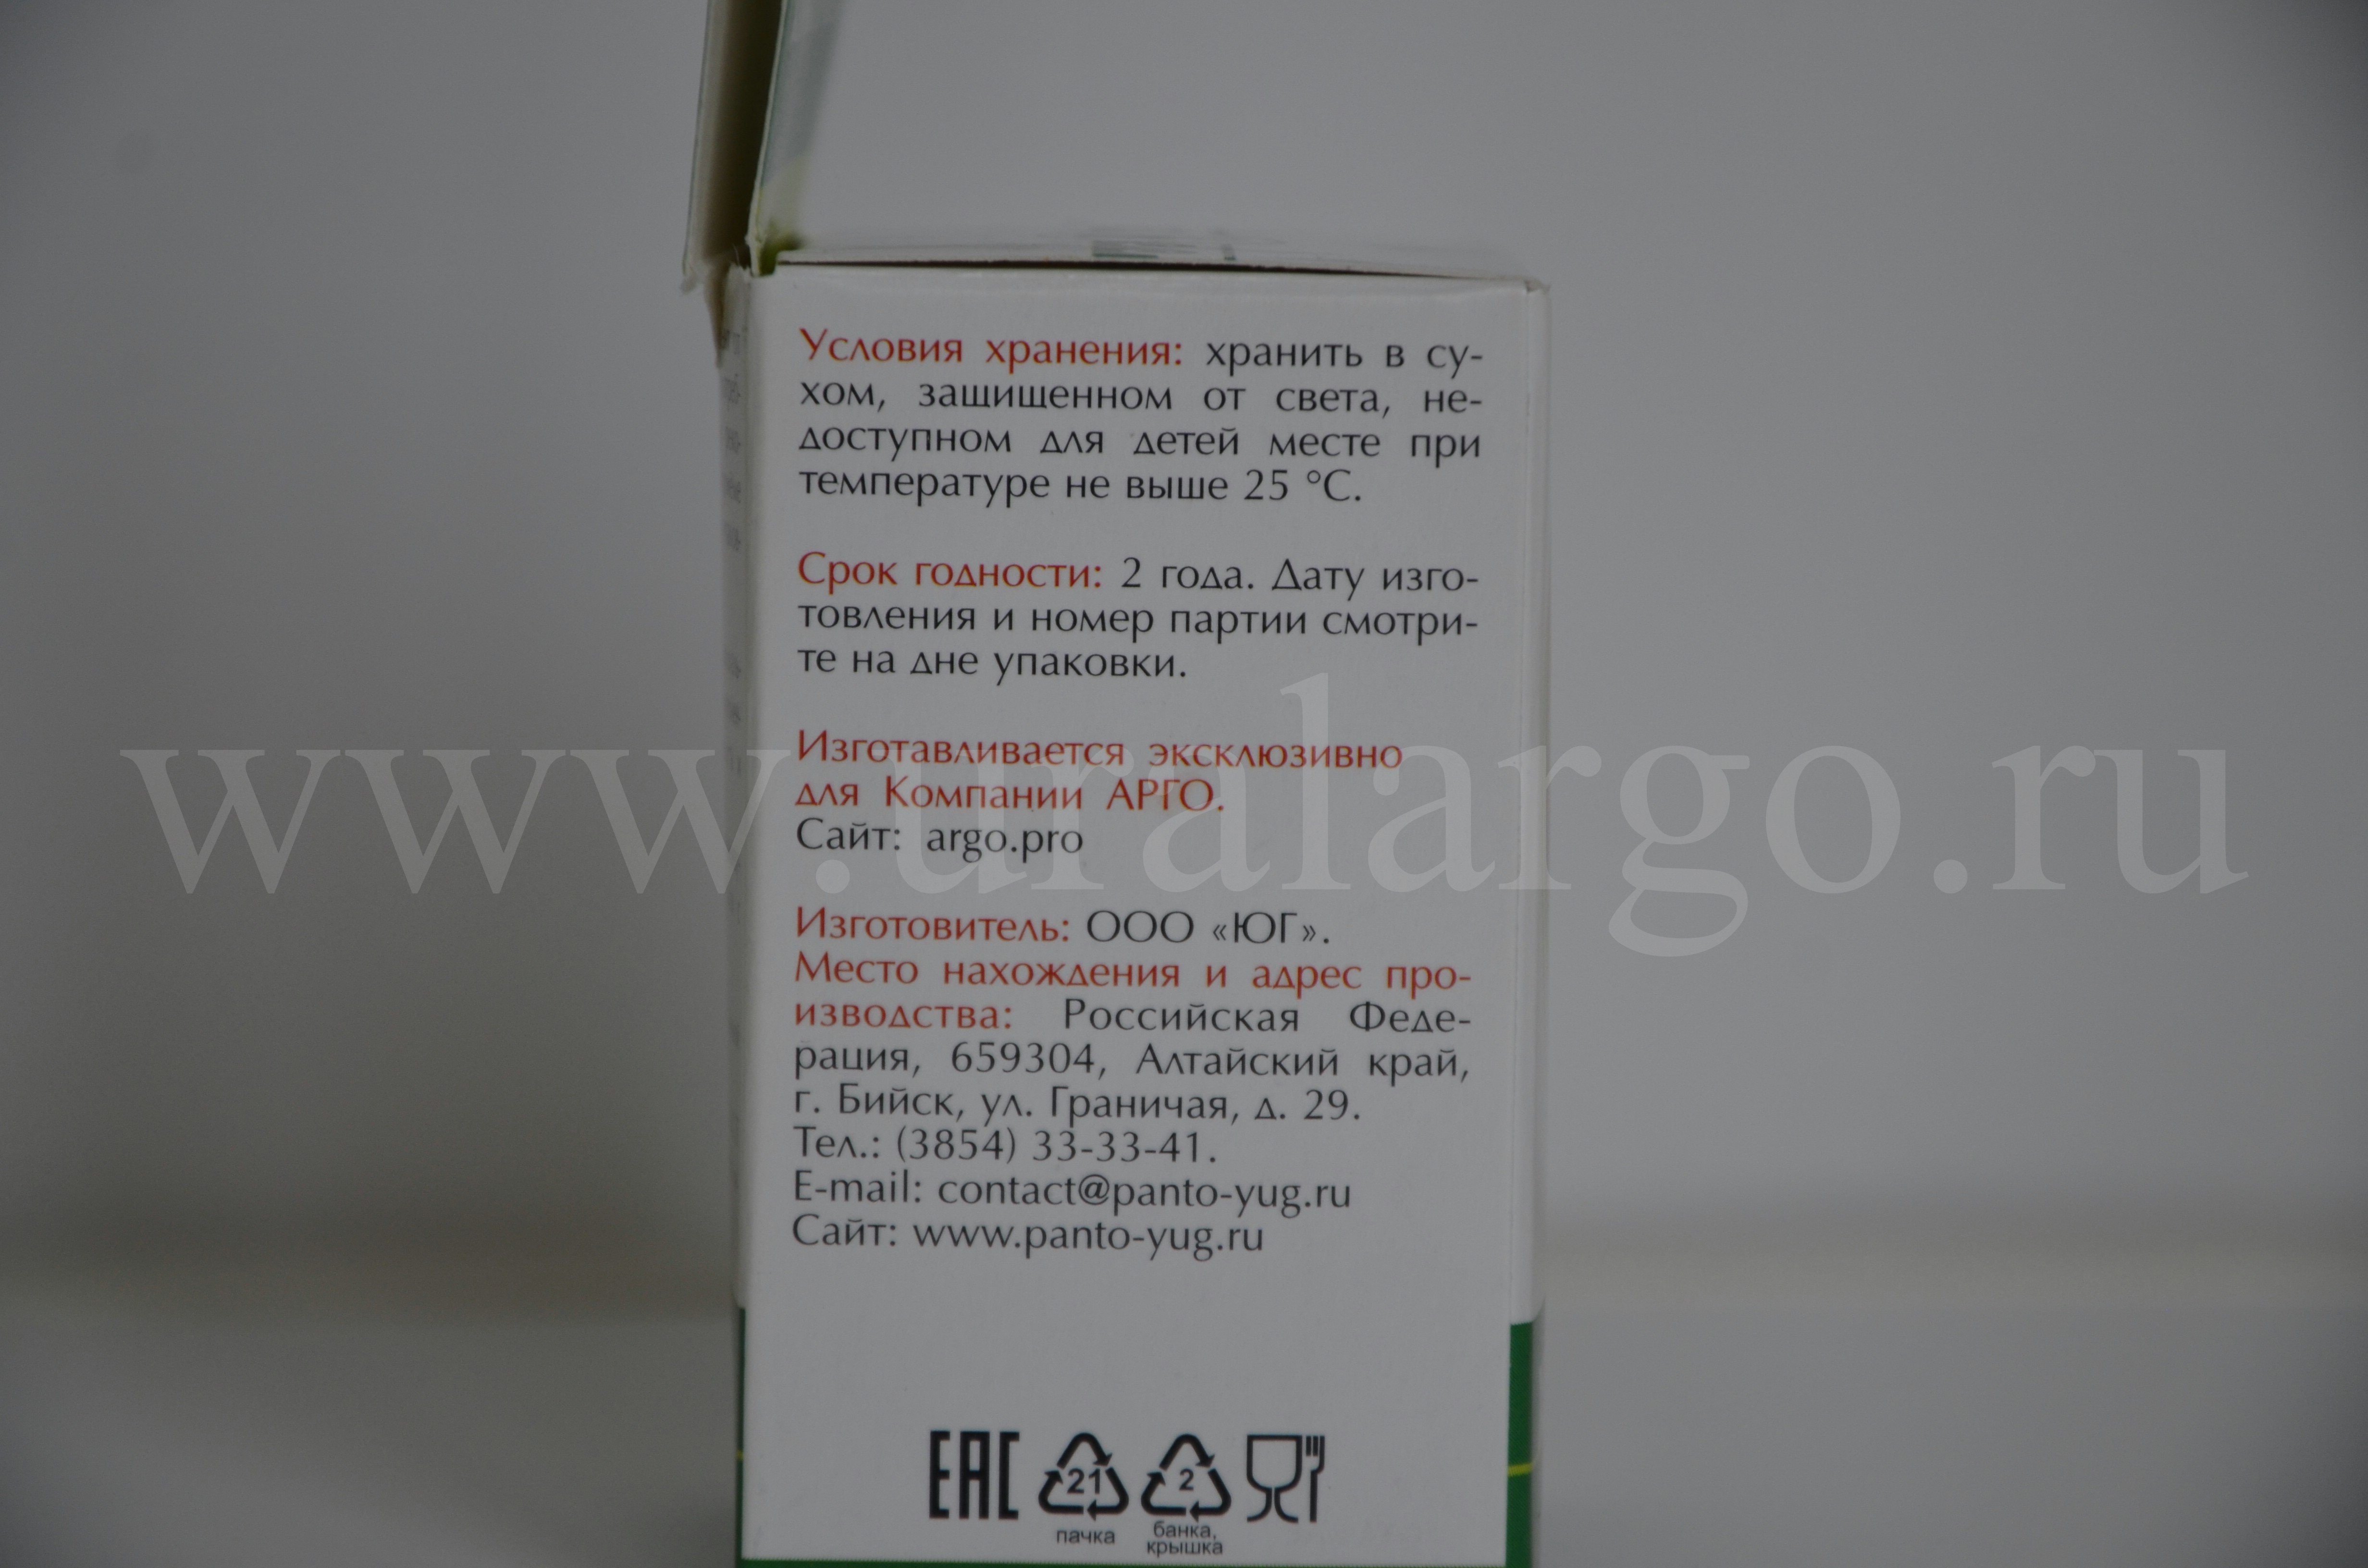 Условия хранения: хранить в су-
хом, защищенном от света, не-
доступном для детей месте при
температуре не выше 25 °С.
Срок годности: 2 года. Дату изго-
товления и номер партии смотри-
те на дне упаковки.
Изготавливается эксклюзивно
для Компании АРГО.
Сайт: argo.pro
www.uralargo.ru
Изготовитель: ООО «ЮГ».
Место нахождения и адрес про-
изводства: Российская Феде-
рация, 659304, Алтайский край,
г. Бийск, ул. Граничая, д. 29.
Тел.: (3854) 33-33-41.
E-mail: contact@panto-yug.ru
Сайт: www.panto-yug.ru
EAC 21 2
пачка банка,
крышка